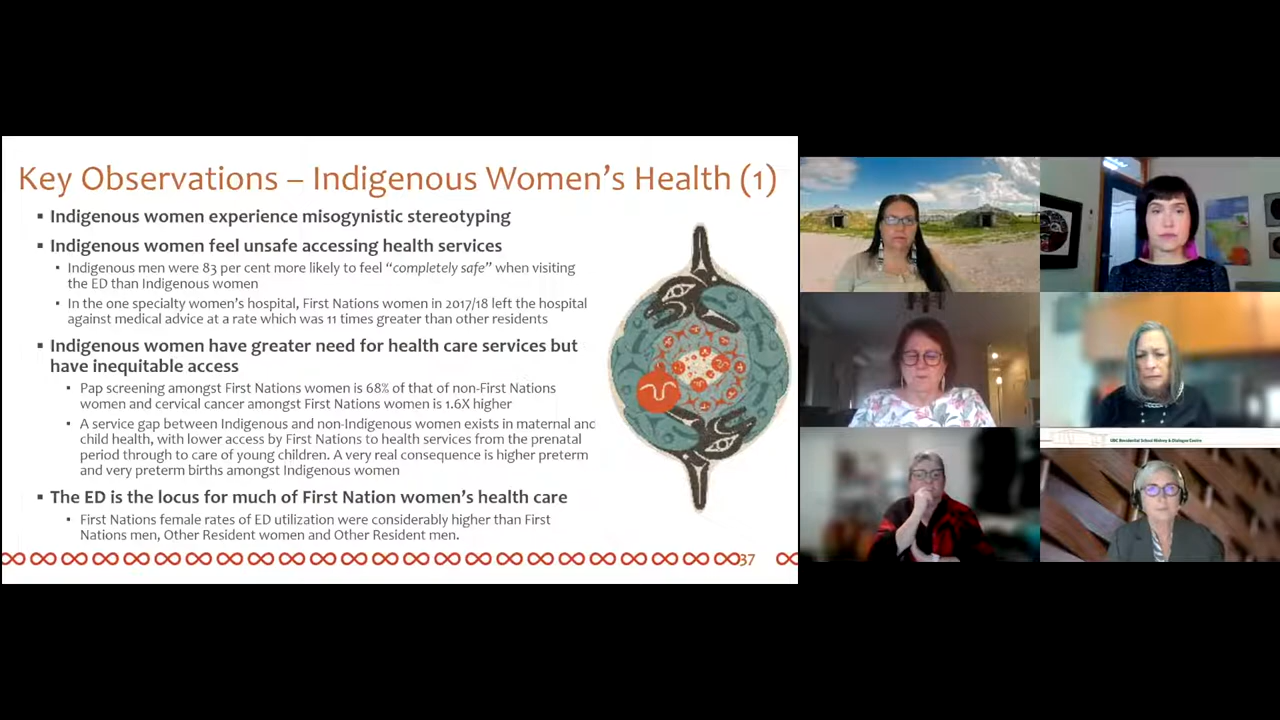 Key Observations – Indigenous Women's Health (1)
▪ Indigenous women experience misogynistic stereotyping
▪ Indigenous women feel unsafe accessing health services
▪ Indigenous men were 83 per cent more likely to feel "completely safe" when visiting
the ED than Indigenous women
▪ In the one specialty women's hospital, First Nations women in 2017/18 left the hospital
against medical advice at a rate which was 11 times greater than other residents
▪ Indigenous women have greater need for health care services but
have inequitable access
▪ Pap screening amongst First Nations women is 68% of that of non-First Nations
women and cervical cancer amongst First Nations women is 1.6X higher
▪ A service gap between Indigenous and non-Indigenous women exists in maternal and
child health, with lower access by First Nations to health services from the prenatal
period through to care of young children. A very real consequence is higher preterm
and very preterm births amongst Indigenous women
▪ The ED is the locus for much of First Nation women's health care
▪ First Nations female rates of ED utilization were considerably higher than First
Nations men, Other Resident women and Other Resident men.
37
UBC Residential School History & Dialogue Centre